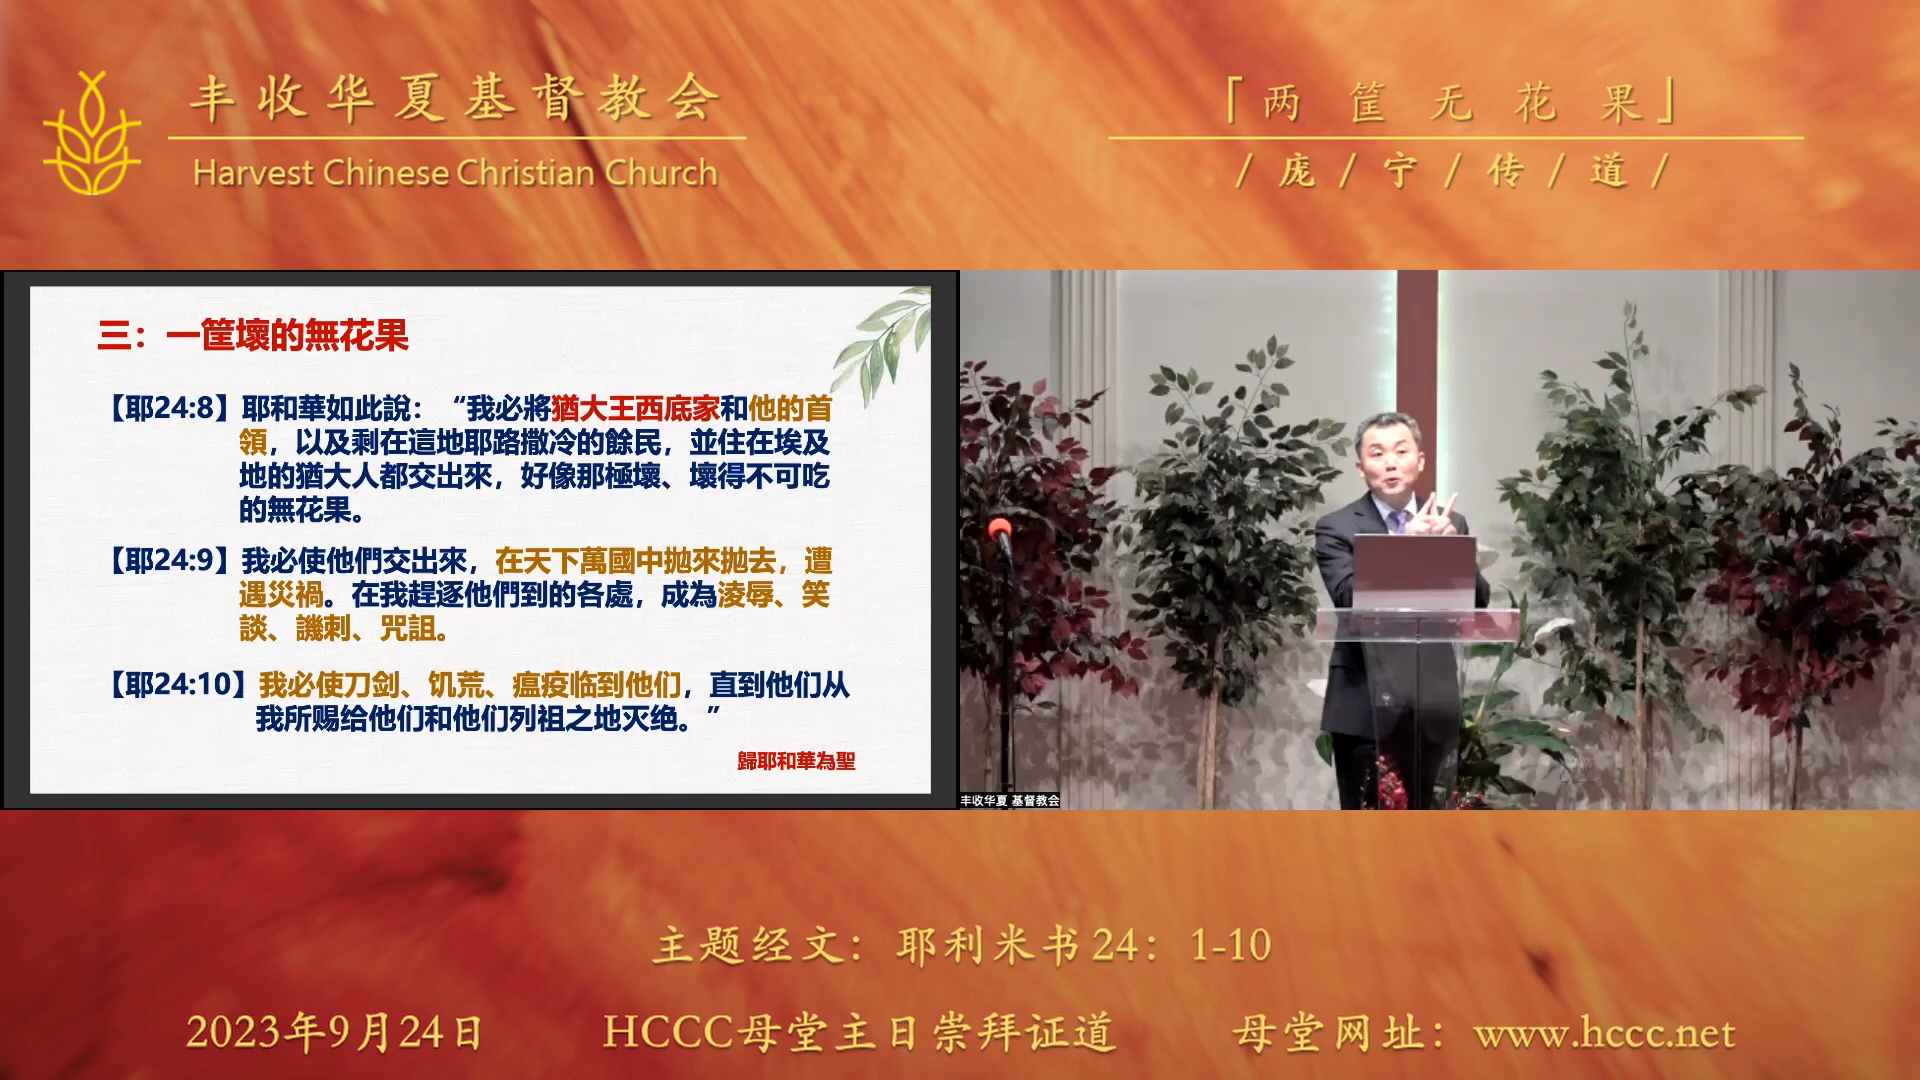 丰收华夏基督教会
Harvest Chinese Christian Church
「两筐无花果」
/ 庞 / 宁 / 传 / 道 /
三：一筐壞的無花果
【耶24:8】耶和華如此說：“我必將猶大王西底家和他的首
領，以及剩在這地耶路撒冷的餘民，並住在埃及
地的猶大人都交出來，好像那極壞、壞得不可吃
的無花果。
【耶24:9】我必使他們交出來，在天下萬國中拋來拋去，遭
遇災禍。在我趕逐他們到的各處，成為淩辱、笑
談、譏刺、咒詛。
【耶24:10】我必使刀剑、饥荒、瘟疫临到他们，直到他们从
我所赐给他们和他们列祖之地灭绝。”
歸耶和華為聖
丰收华夏 基督教会
主题经文：耶利米书 24：1-10
2023年9月24日
HCCC母堂主日崇拜证道
母堂网址：www.hccc.net